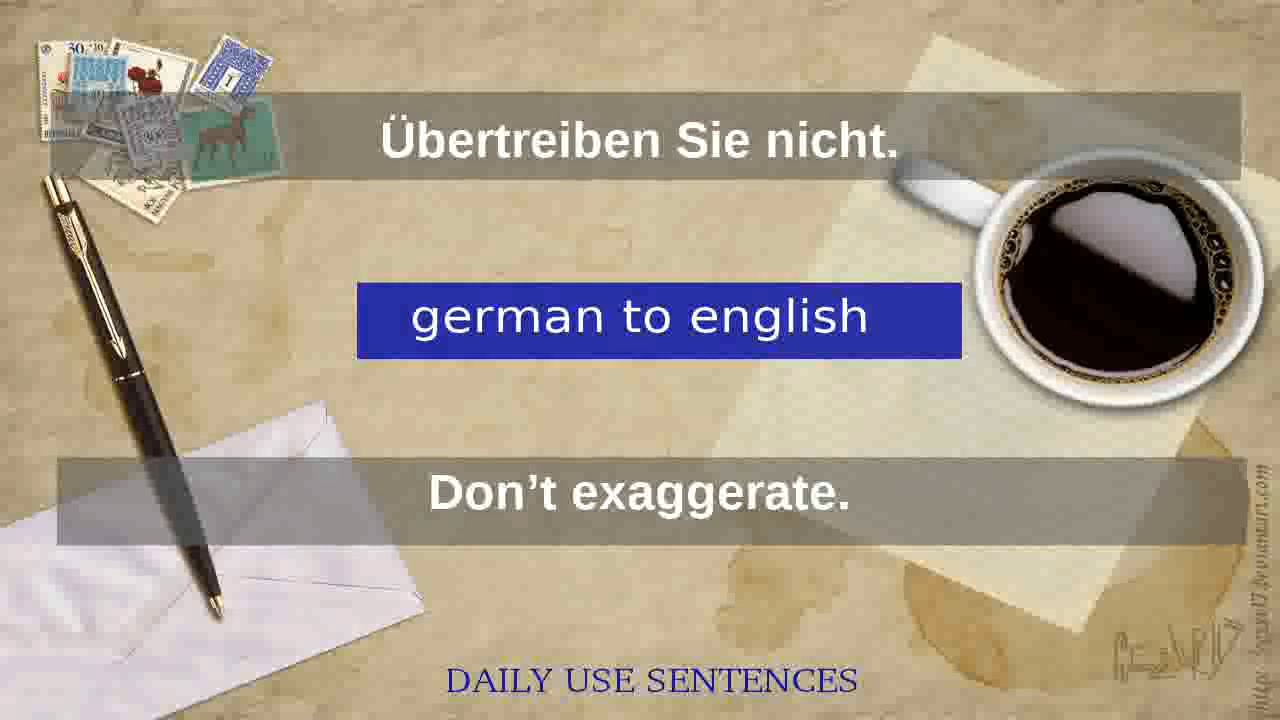 Übertreiben Sie nicht.
german to english
Don’t exaggerate.
DAILY USE SENTENCES